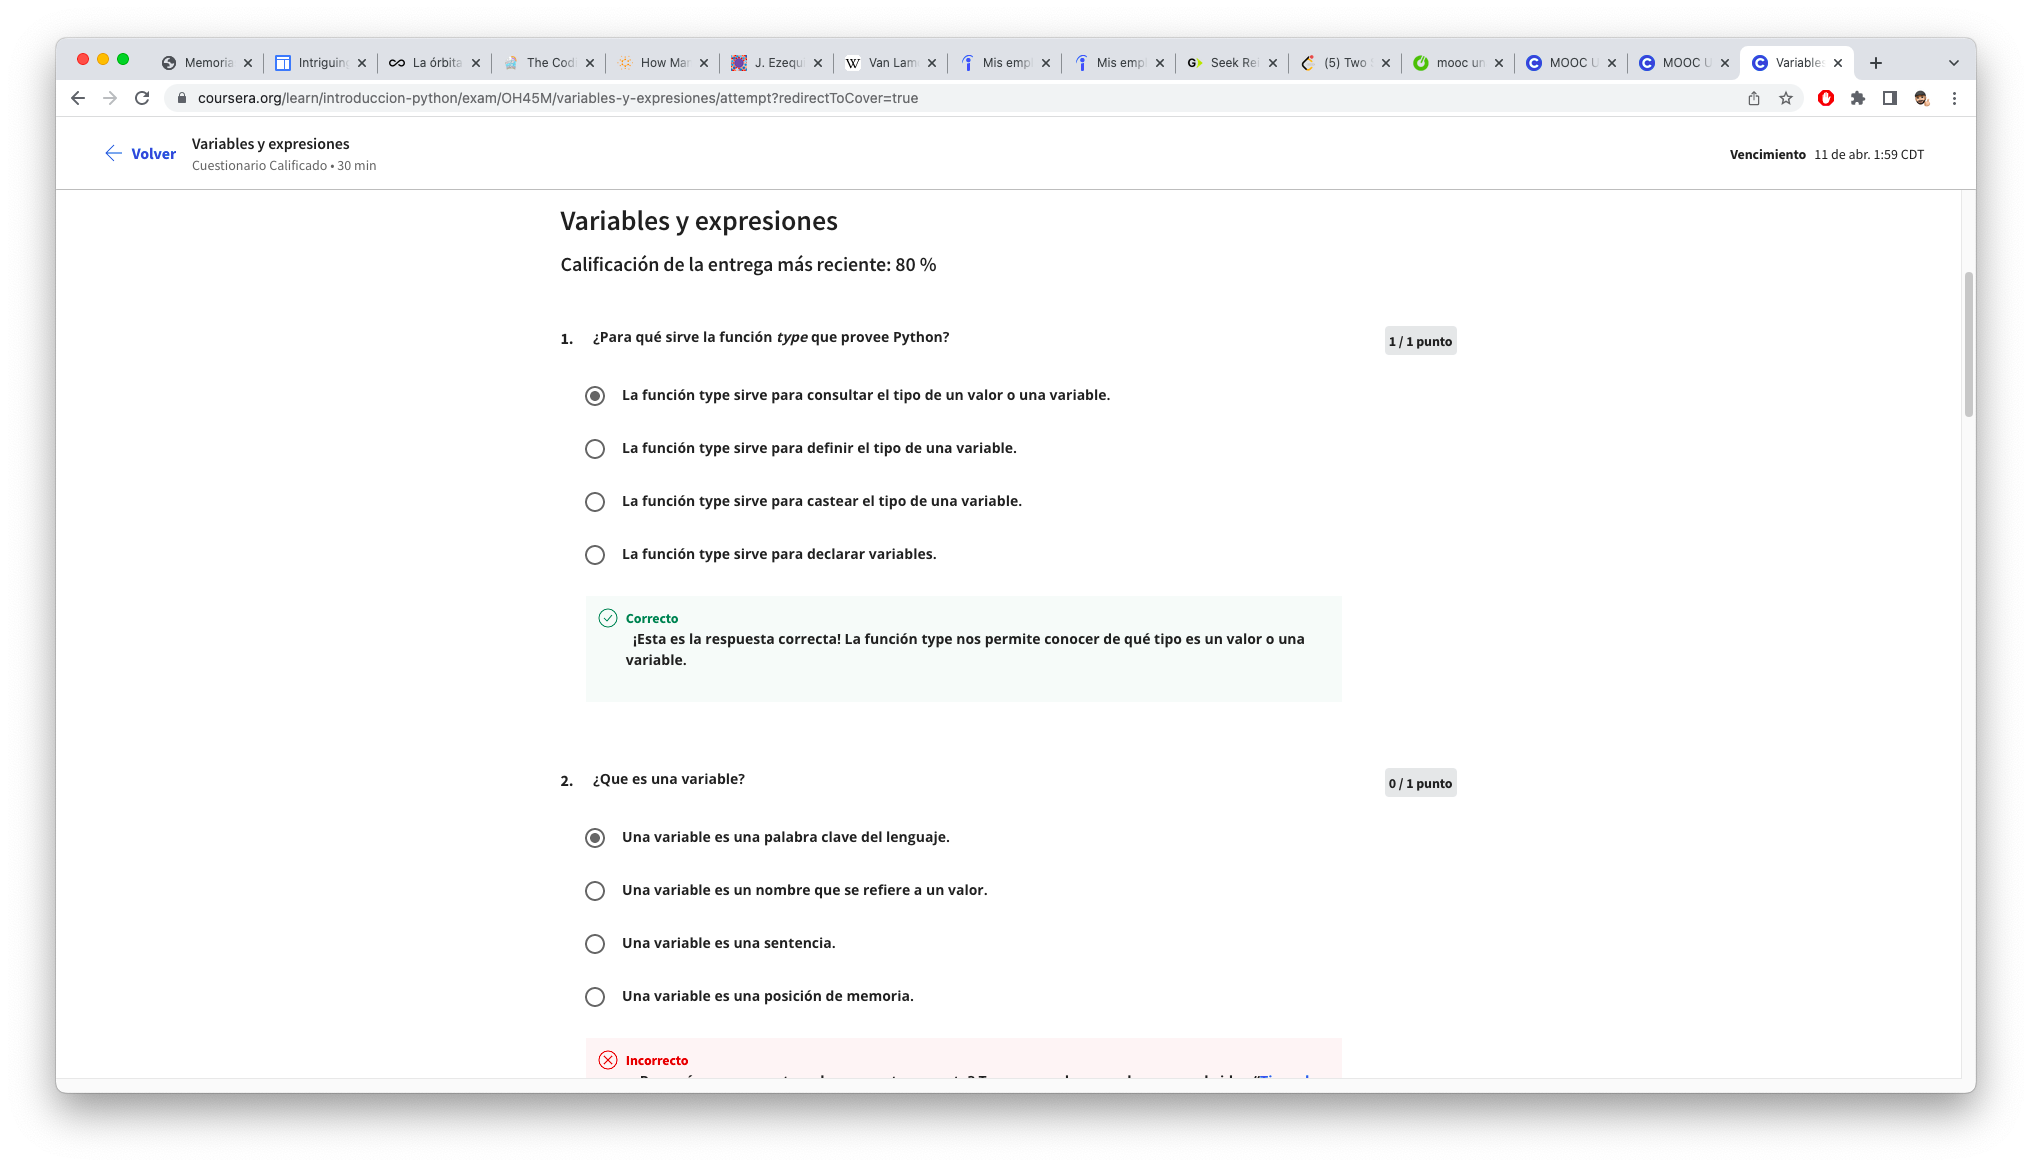 Memoria
Intriguin
La órbita
The Codi
How Mar
J. Ezequi
Van Lam
Mis empl
Mis empl
Seek Rei
(5) Two
mooc un
MOOC U
MOOC U
Variables
coursera.org/learn/introduccion-python/exam/OH45M/variables-y-expresiones/attempt?redirectToCover=true
Volver
Variables y expresiones
Cuestionario Calificado • 30 min
Vencimiento 11 de abr. 1:59 CDT
Variables y expresiones
Calificación de la entrega más reciente: 80 %
1. ¿Para qué sirve la función type que provee Python?
1 / 1 punto
La función type sirve para consultar el tipo de un valor o una variable.
La función type sirve para definir el tipo de una variable.
La función type sirve para castear el tipo de una variable.
La función type sirve para declarar variables.
Correcto
¡Esta es la respuesta correcta! La función type nos permite conocer de qué tipo es un valor o una
variable.
2. ¿Que es una variable?
0 / 1 punto
Una variable es una palabra clave del lenguaje.
Una variable es un nombre que se refiere a un valor.
Una variable es una sentencia.
Una variable es una posición de memoria.
Incorrecto